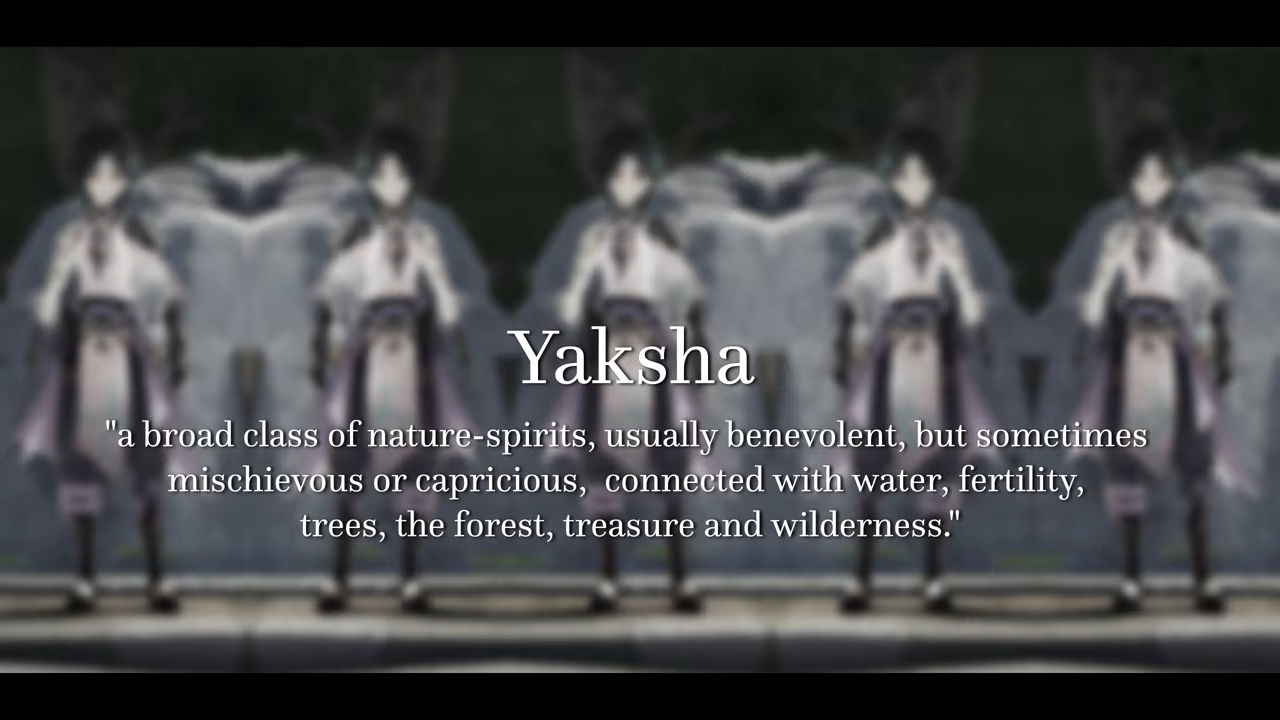 Yaksha
"a broad class of nature-spirits, usually benevolent, but sometimes
mischievous or capricious,  connected with water, fertility,
trees, the forest, treasure and wilderness."